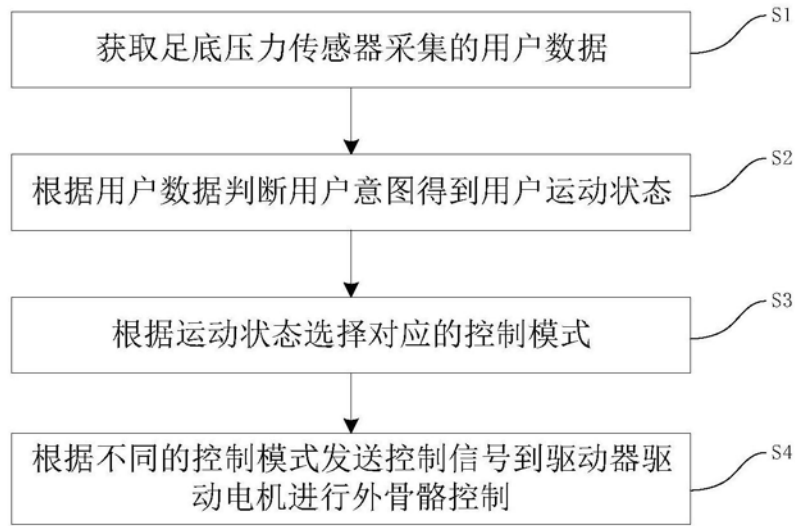 获取足底压力传感器采集的用户数据
S1
根据用户数据判断用户意图得到用户运动状态
S2
根据运动状态选择对应的控制模式
S3
根据不同的控制模式发送控制信号到驱动器驱
动电机进行外骨骼控制
S4